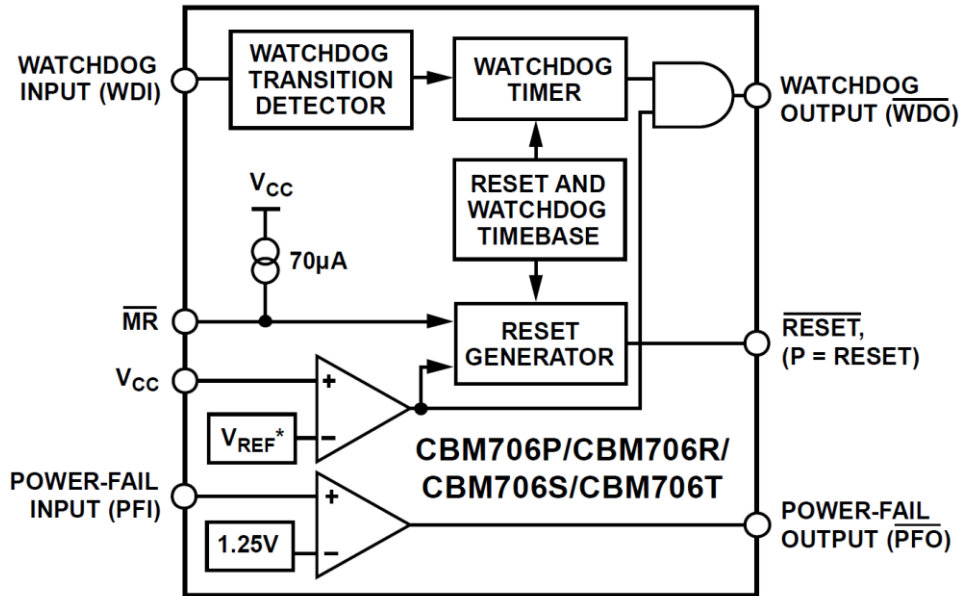 WATCHDOG
INPUT (WDI)
WATCHDOG
TRANSITION
DETECTOR
WATCHDOG
TIMER
WATCHDOG
OUTPUT (WDO)
RESET AND
WATCHDOG
TIMEBASE
VCC
70µA
MR
RESET
GENERATOR
RESET,
(P = RESET)
VCC
+
VREF*
−
CBM706P/CBM706R/
CBM706S/CBM706T
POWER-FAIL
INPUT (PFI)
+
1.25V
−
POWER-FAIL
OUTPUT (PFO)